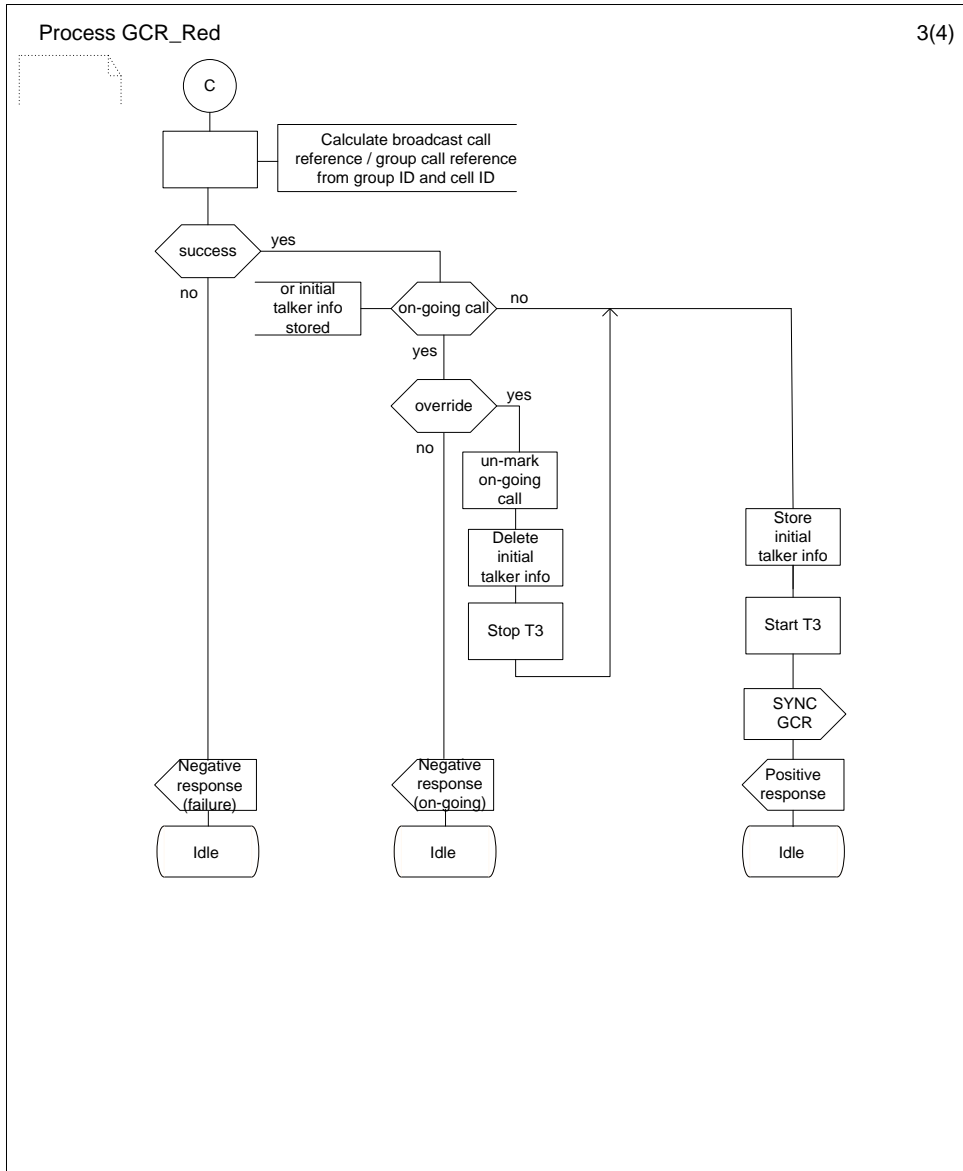 Process GCR_Red
3(4)
C
Calculate broadcast call
reference / group call reference
from group ID and cell ID
success
yes
no
or initial
talker info
stored
on-going call
no
yes
override
yes
no
un-mark
on-going
call
Delete
initial
talker info
Stop T3
Store
initial
talker info
Start T3
SYNC
GCR
Negative
response
(failure)
Negative
response
(on-going)
Positive
response
Idle
Idle
Idle